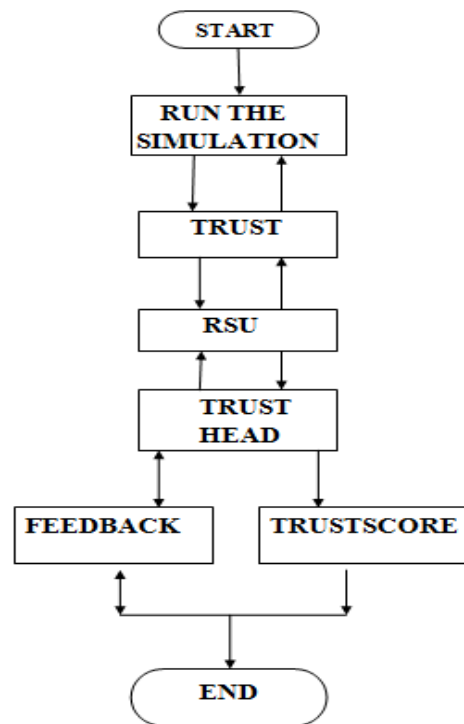 START
RUN THE
SIMULATION
TRUST
RSU
TRUST
HEAD
FEEDBACK
TRUSTSCORE
END